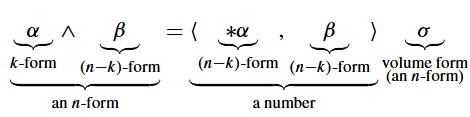 α ∧ β = ⟨ ∗α , β ⟩ σ
k-form (n−k)-form (n−k)-form (n−k)-form volume form
(an n-form)
an n-form a number